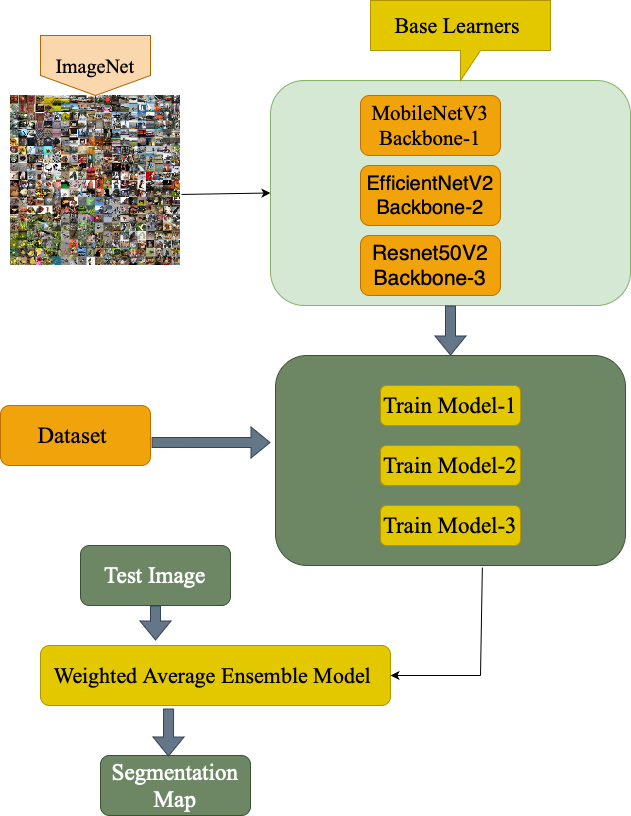 Base Learners
ImageNet
MobileNetV3
Backbone-1
EfficientNetV2
Backbone-2
Resnet50V2
Backbone-3
Train Model-1
Dataset
Train Model-2
Train Model-3
Test Image
Weighted Average Ensemble Model
Segmentation
Map